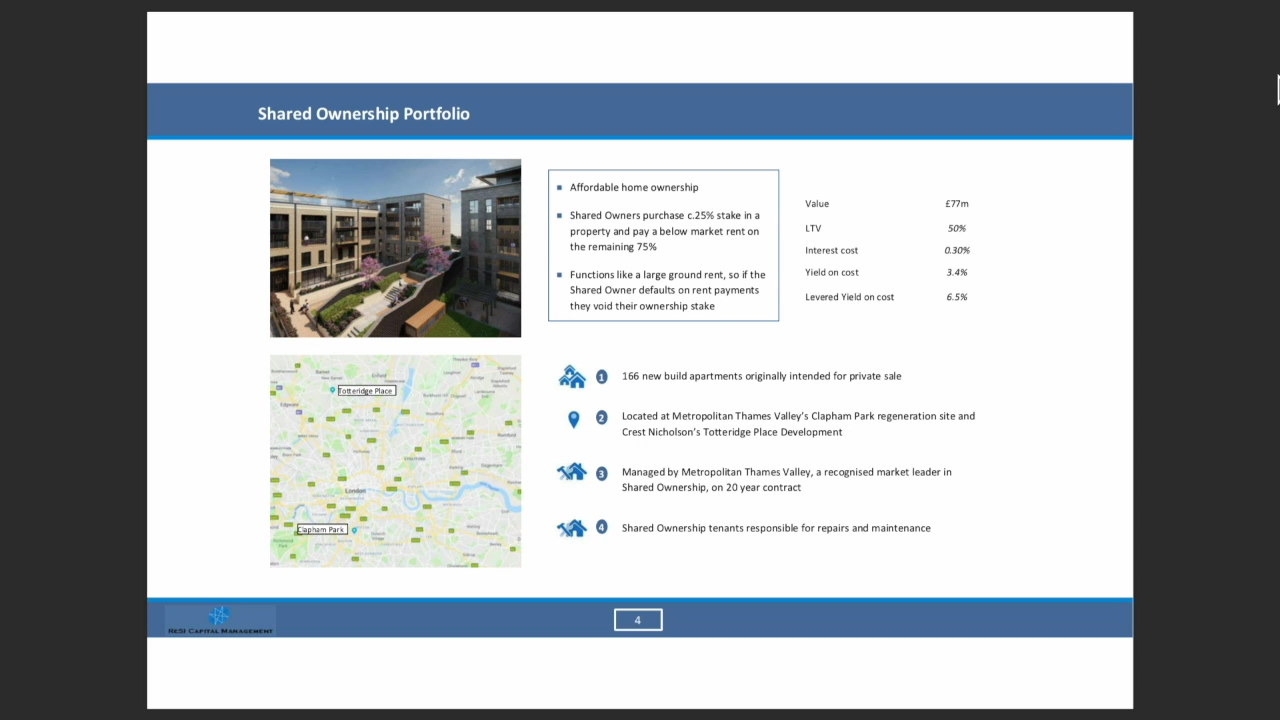 Shared Ownership Portfolio
Affordable home ownership
Shared Owners purchase c.25% stake in a
property and pay a below market rent on
the remaining 75%
Functions like a large ground rent, so if the
Shared Owner defaults on rent payments
they void their ownership stake
Value £77m
LTV 50%
Interest cost 0.30%
Yield on cost 3.4%
Levered Yield on cost 6.5%
Totteridge Place
London
Clapham Park
1 166 new build apartments originally intended for private sale
2 Located at Metropolitan Thames Valley's Clapham Park regeneration site and
Crest Nicholson's Totteridge Place Development
3 Managed by Metropolitan Thames Valley, a recognised market leader in
Shared Ownership, on 20 year contract
4 Shared Ownership tenants responsible for repairs and maintenance
RESI CAPITAL MANAGEMENT
4